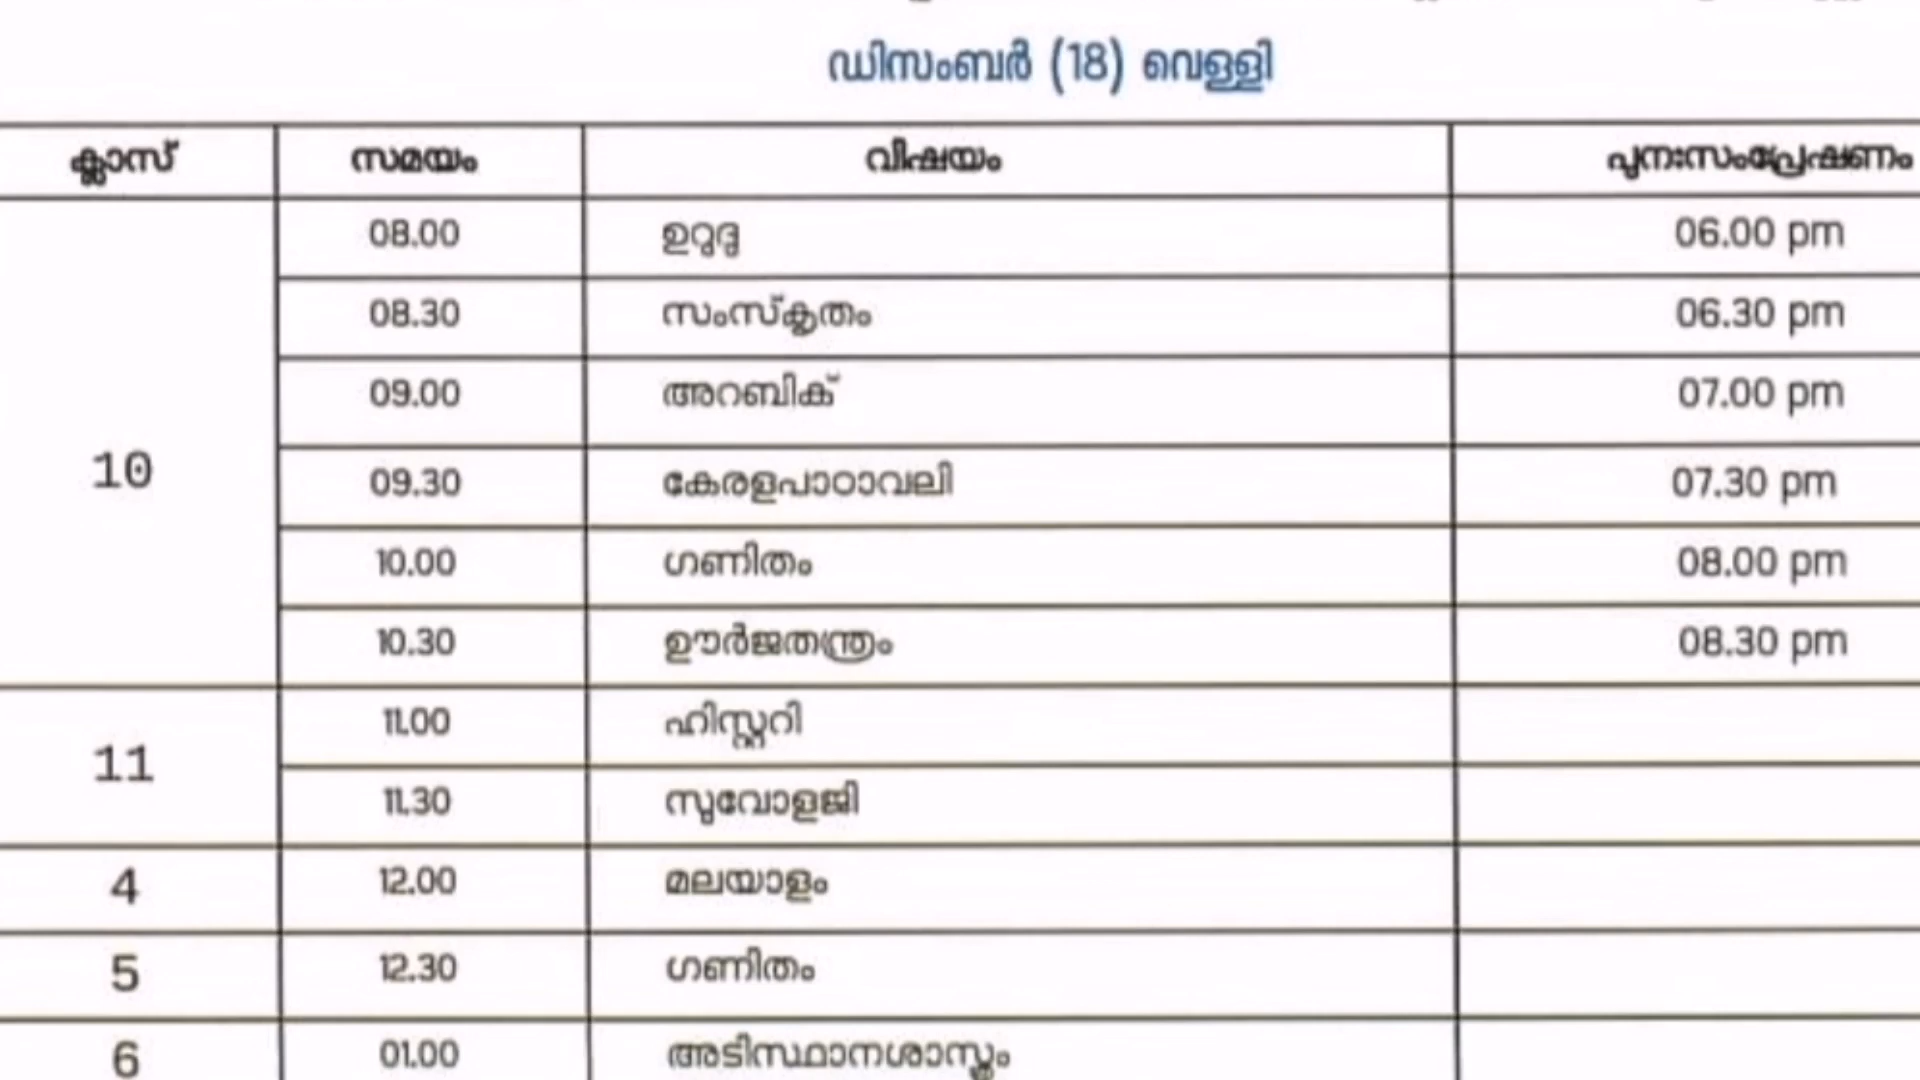 ഡിസംബർ (18) വെള്ളി
ക്ലാസ് സമയം വിഷയം പുനഃസംപ്രേഷണം
10
08.00 ഉറുദു 06.00 pm
08.30 സംസ്കൃതം 06.30 pm
09.00 അറബിക് 07.00 pm
09.30 കേരളപാഠാവലി 07.30 pm
10.00 ഗണിതം 08.00 pm
10.30 ഊർജതന്ത്രം 08.30 pm
11
11.00 ഹിസ്റ്ററി
11.30 സുവോളജി
4 12.00 മലയാളം
5 12.30 ഗണിതം
6 01.00 അടിസ്ഥാനശാസ്ത്രം